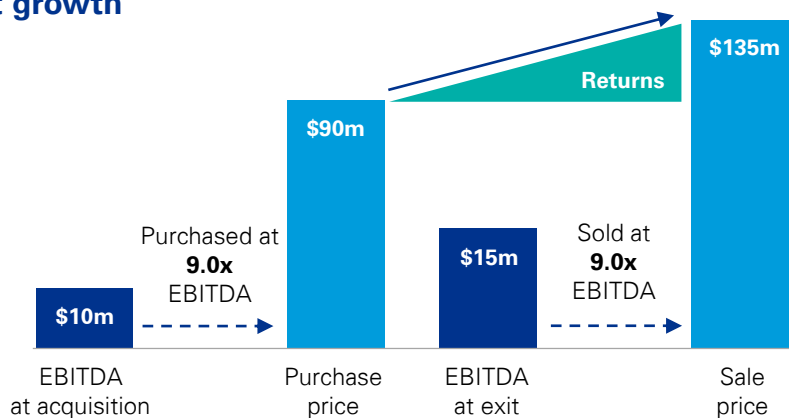 t growth
$135m
Returns
$90m
Purchased at
9.0x
EBITDA
Sold at
9.0x
EBITDA
$15m
$10m
EBITDA
at acquisition
Purchase
price
EBITDA
at exit
Sale
price